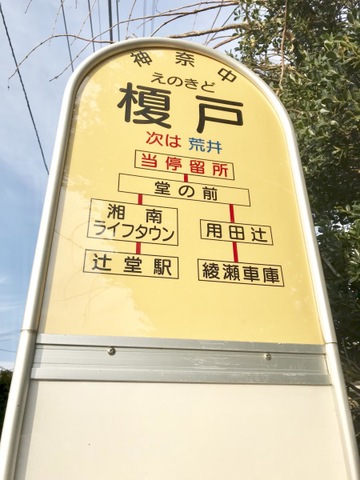 神奈中
えのきど
榎戸
次は 荒井
当停留所
堂の前
湘南
ライフタウン
用田辻
辻堂駅
綾瀬車庫